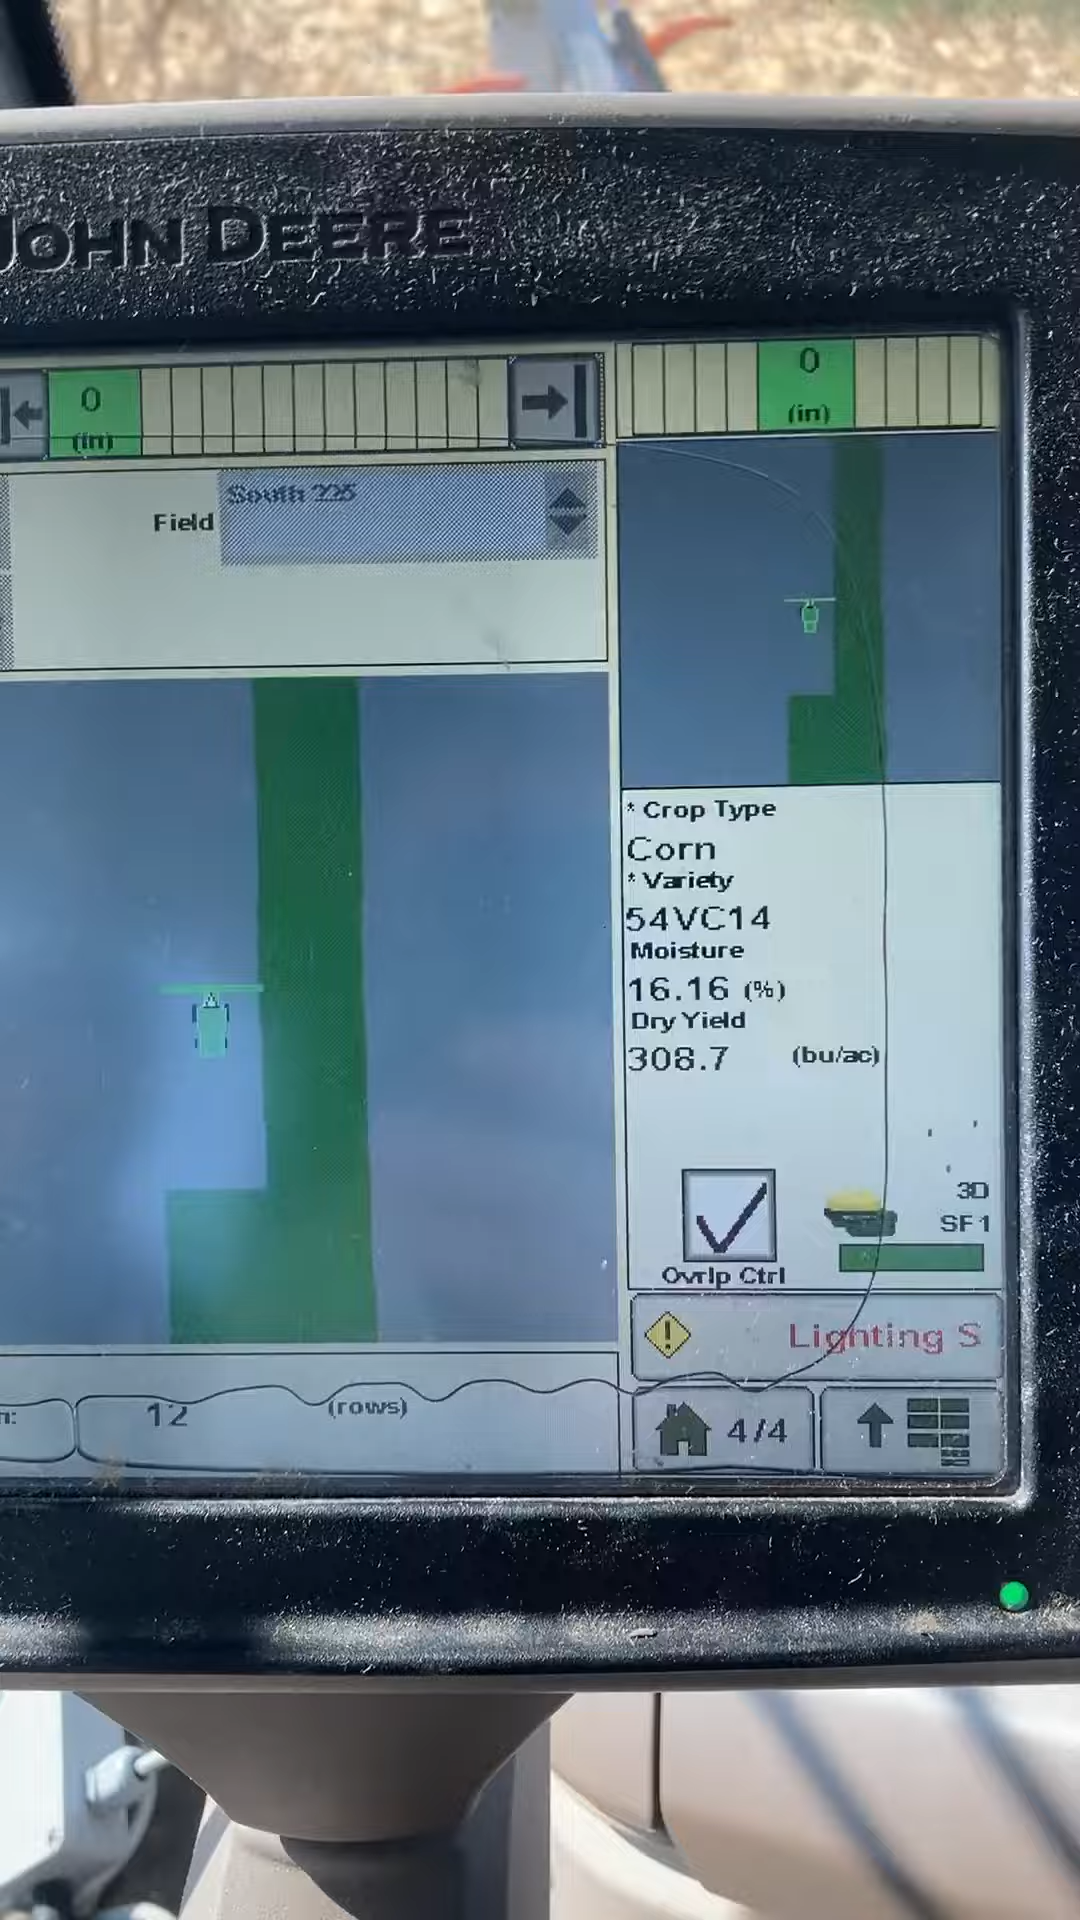 JOHN DEERE
0
(in)
0
(in)
South 225
Field
* Crop Type
Corn
* Variety
54VC14
Moisture
16.16 (%)
Dry Yield
308.7 (bu/ac)
3D
SF1
Ovrlp Ctrl
Lighting S
12 (rows)
4/4